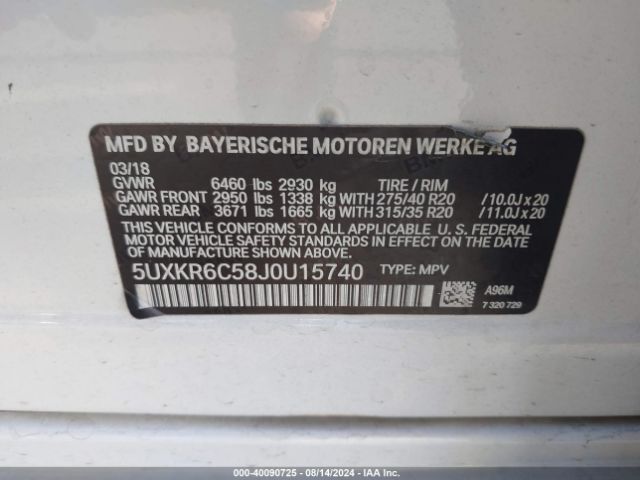 MFD BY BAYERISCHE MOTOREN WERKE AG
03/18
GVWR 6460 lbs 2930 kg TIRE / RIM
GAWR FRONT 2950 lbs 1338 kg WITH 275/40 R20 /10.0J x 20
GAWR REAR 3671 lbs 1665 kg WITH 315/35 R20 /11.0J x 20
THIS VEHICLE CONFORMS TO ALL APPLICABLE U. S. FEDERAL
MOTOR VEHICLE SAFETY STANDARDS IN EFFECT ON THE DATE
OF MANUFACTURE SHOWN ABOVE.
5UXKR6C58J0U15740 TYPE: MPV
A96M
7 320 729
000-40090725 - 08/14/2024 - IAA Inc.